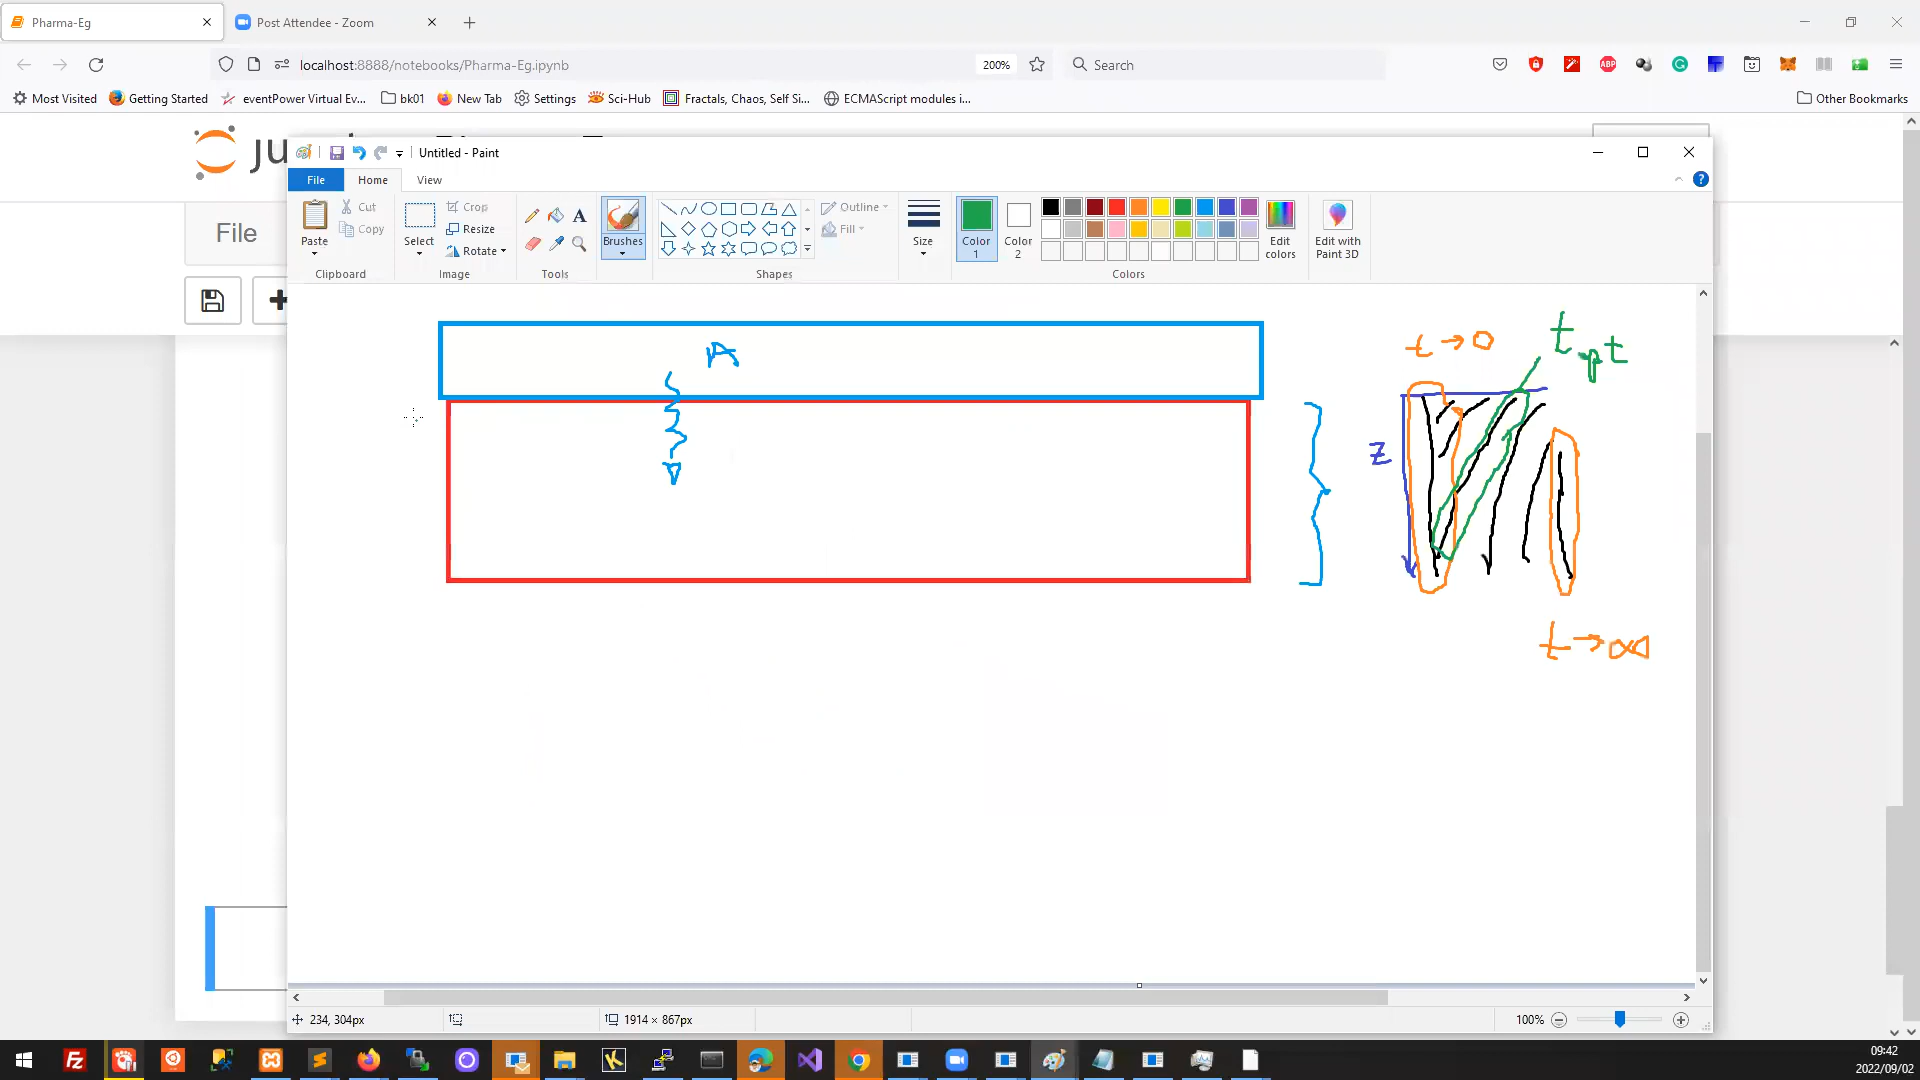 Pharma-Eg
Post Attendee - Zoom
localhost:8888/notebooks/Pharma-Eg.ipynb
200%
Search
ABP
Most Visited
Getting Started
eventPower Virtual Ev...
bk01
New Tab
Settings
Sci-Hub
Fractals, Chaos, Self Si...
ECMAScript modules i...
Other Bookmarks
Untitled - Paint
File
Home
View
Paste
Cut
Copy
Clipboard
Select
Crop
Resize
Rotate
Image
A
Tools
Brushes
Shapes
Outline
Fill
Size
Color 1
Color 2
Colors
Edit colors
Edit with Paint 3D
File
A
t → 0
t pt
z
t → ∞
234, 304px
1914 × 867px
100%
09:42
2022/09/02